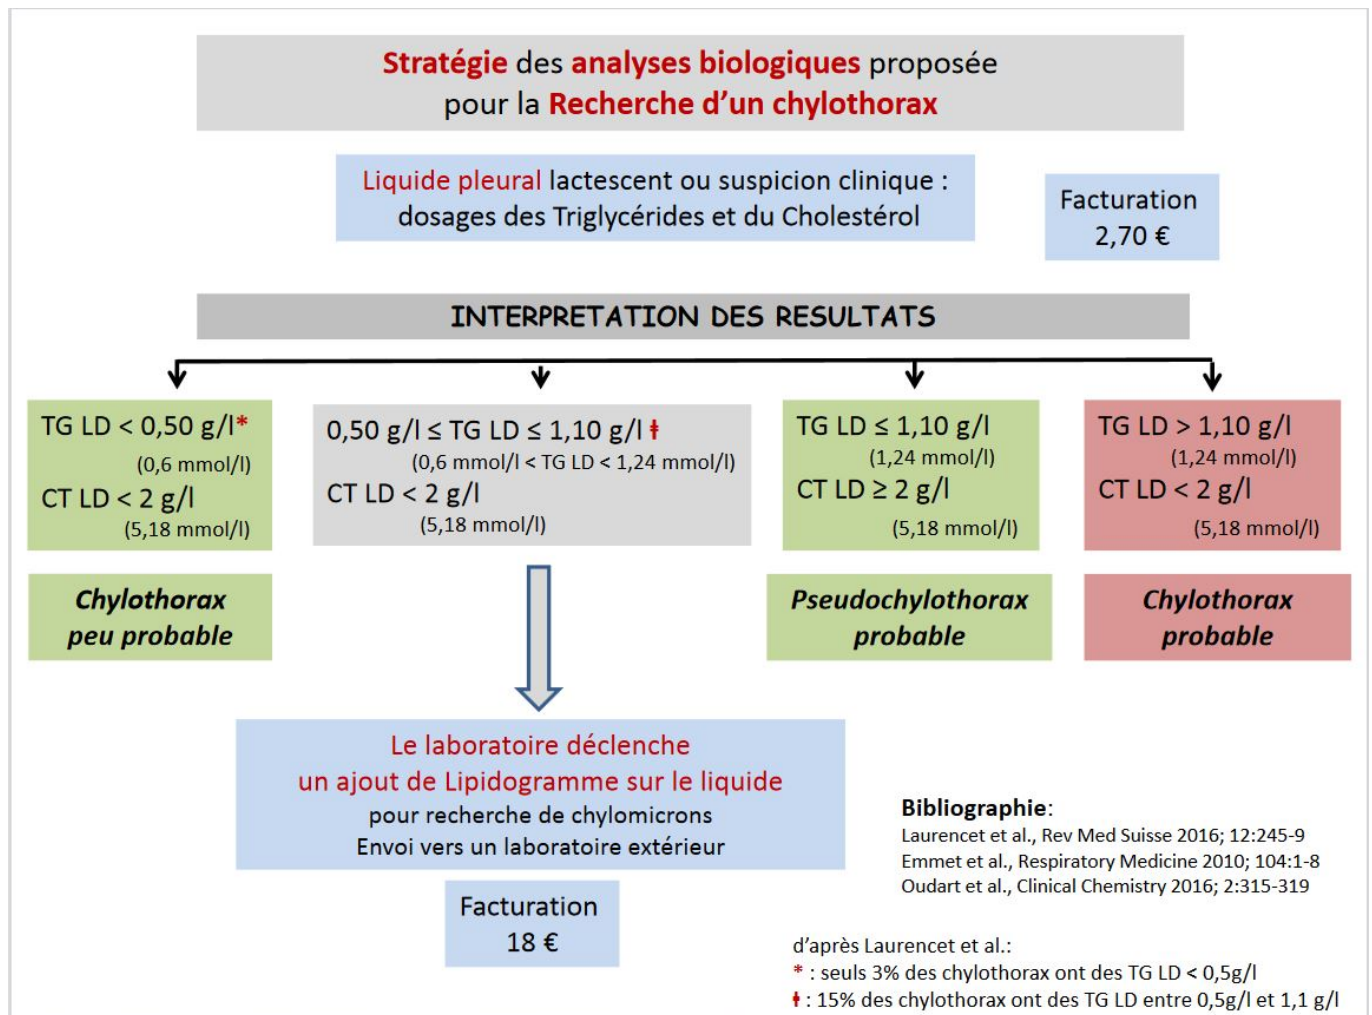 Stratégie des analyses biologiques proposée
pour la Recherche d’un chylothorax
Liquide pleural lactescent ou suspicion clinique :
dosages des Triglycérides et du Cholestérol
Facturation
2,70 €
INTERPRETATION DES RESULTATS
TG LD < 0,50 g/l*
(0,6 mmol/l)
CT LD < 2 g/l
(5,18 mmol/l)
Chylothorax
peu probable
0,50 g/l ≤ TG LD ≤ 1,10 g/l ǂ
(0,6 mmol/l < TG LD < 1,24 mmol/l)
CT LD < 2 g/l
(5,18 mmol/l)
TG LD ≤ 1,10 g/l
(1,24 mmol/l)
CT LD ≥ 2 g/l
(5,18 mmol/l)
Pseudochylothorax
probable
TG LD > 1,10 g/l
(1,24 mmol/l)
CT LD < 2 g/l
(5,18 mmol/l)
Chylothorax
probable
Le laboratoire déclenche
un ajout de Lipidogramme sur le liquide
pour recherche de chylomicrons
Envoi vers un laboratoire extérieur
Facturation
18 €
Bibliographie:
Laurencet et al., Rev Med Suisse 2016; 12:245-9
Emmet et al., Respiratory Medicine 2010; 104:1-8
Oudart et al., Clinical Chemistry 2016; 2:315-319
d’après Laurencet et al.:
* : seuls 3% des chylothorax ont des TG LD < 0,5g/l
ǂ : 15% des chylothorax ont des TG LD entre 0,5g/l et 1,1 g/l